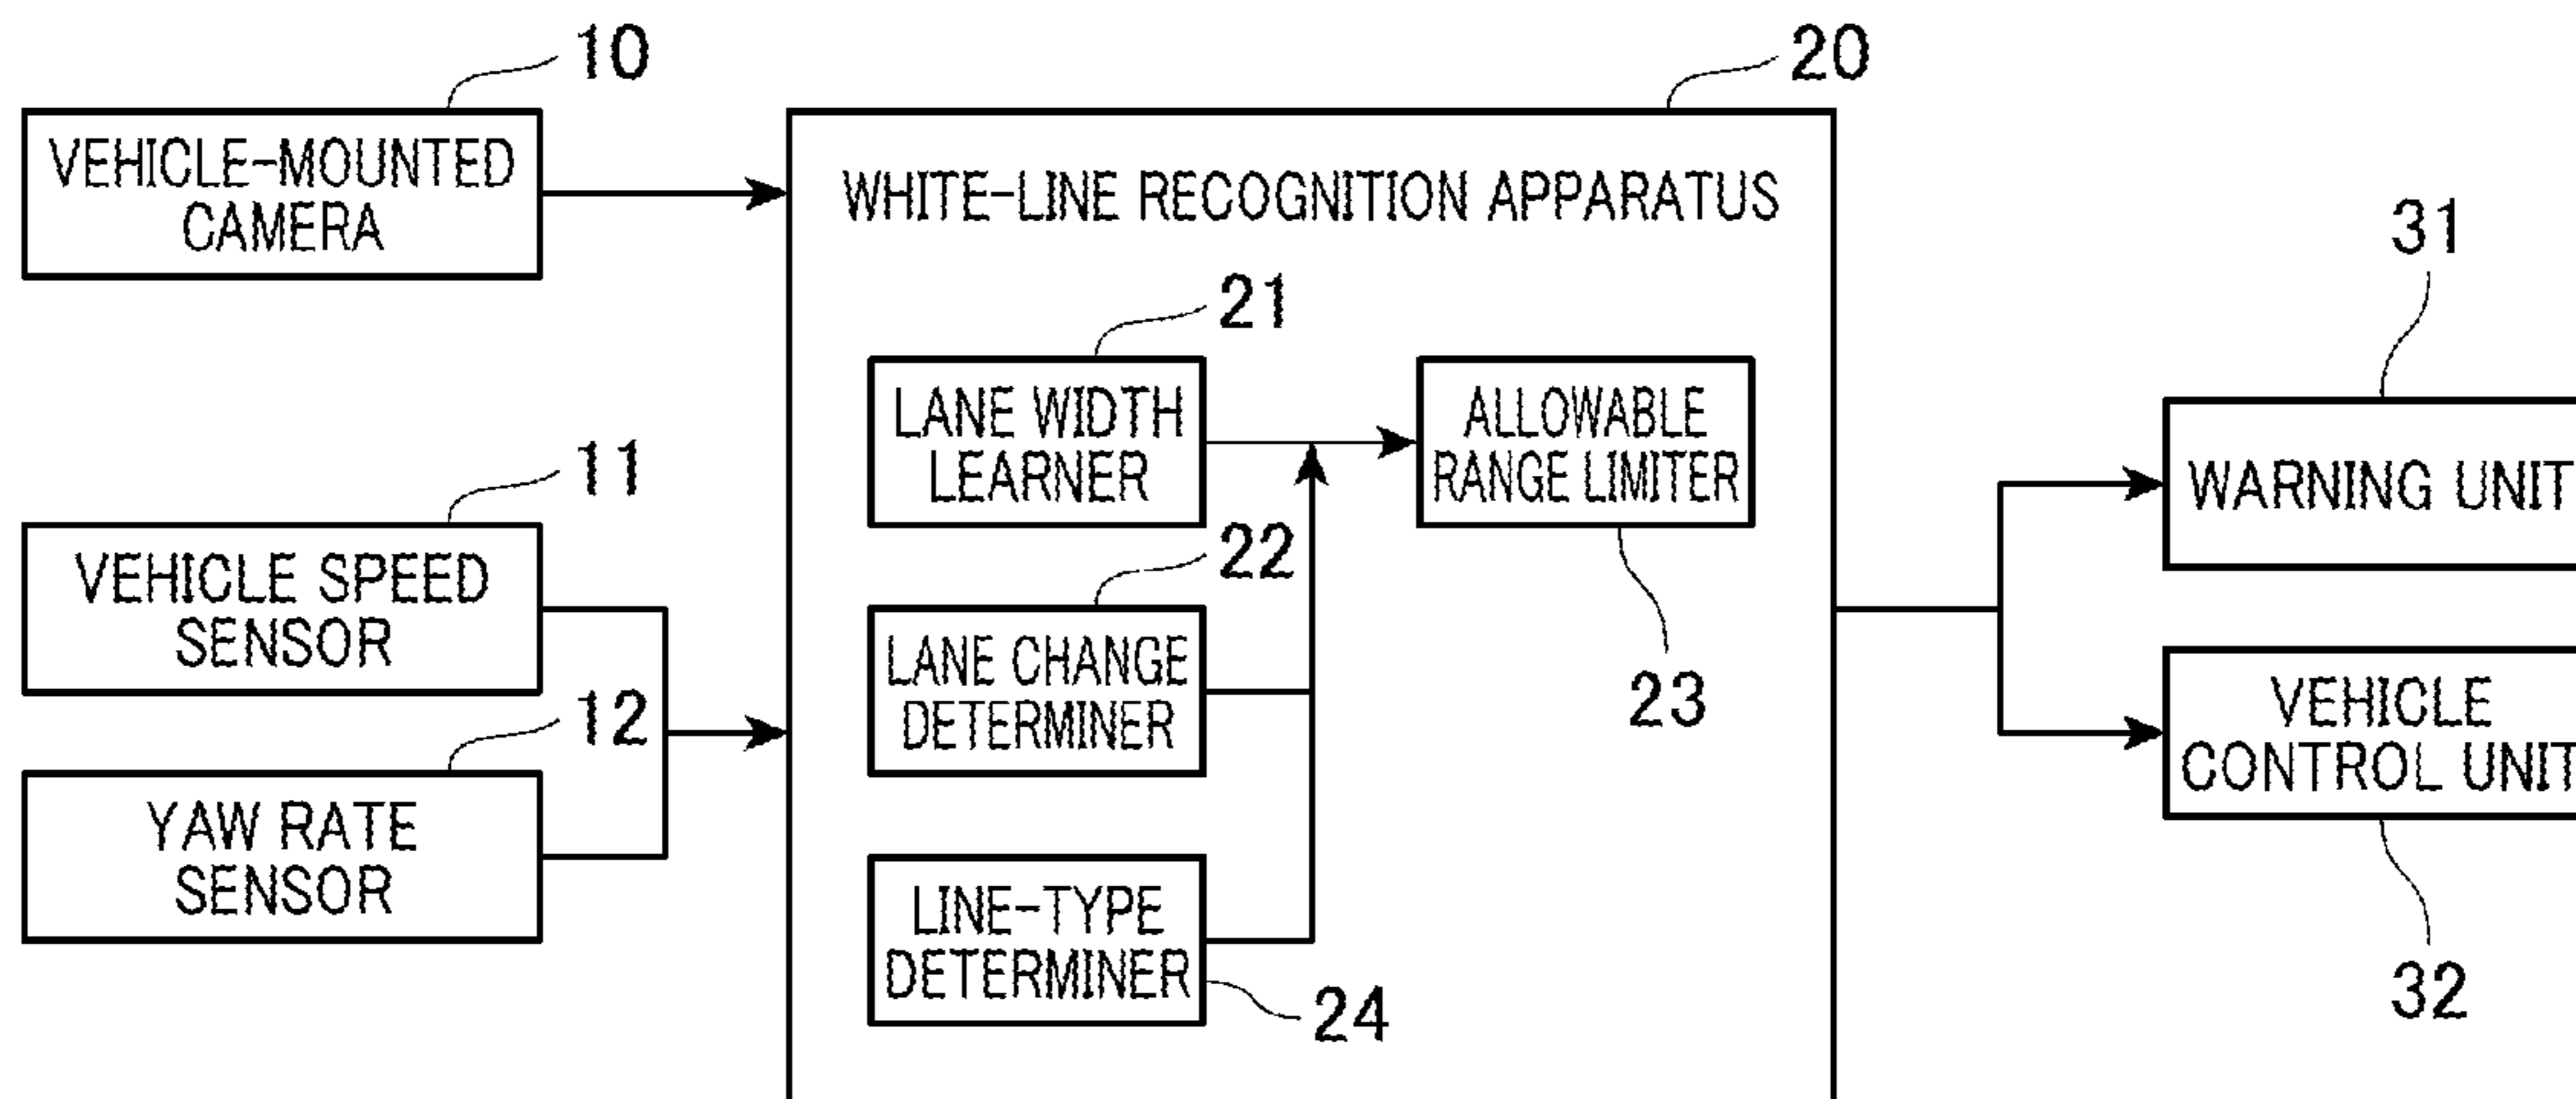 10
VEHICLE-MOUNTED
CAMERA
11
VEHICLE SPEED
SENSOR
12
YAW RATE
SENSOR
20
WHITE-LINE RECOGNITION APPARATUS
21
LANE WIDTH
LEARNER
22
LANE CHANGE
DETERMINER
LINE-TYPE
DETERMINER
24
ALLOWABLE
RANGE LIMITER
23
31
WARNING UNIT
VEHICLE
CONTROL UNIT
32